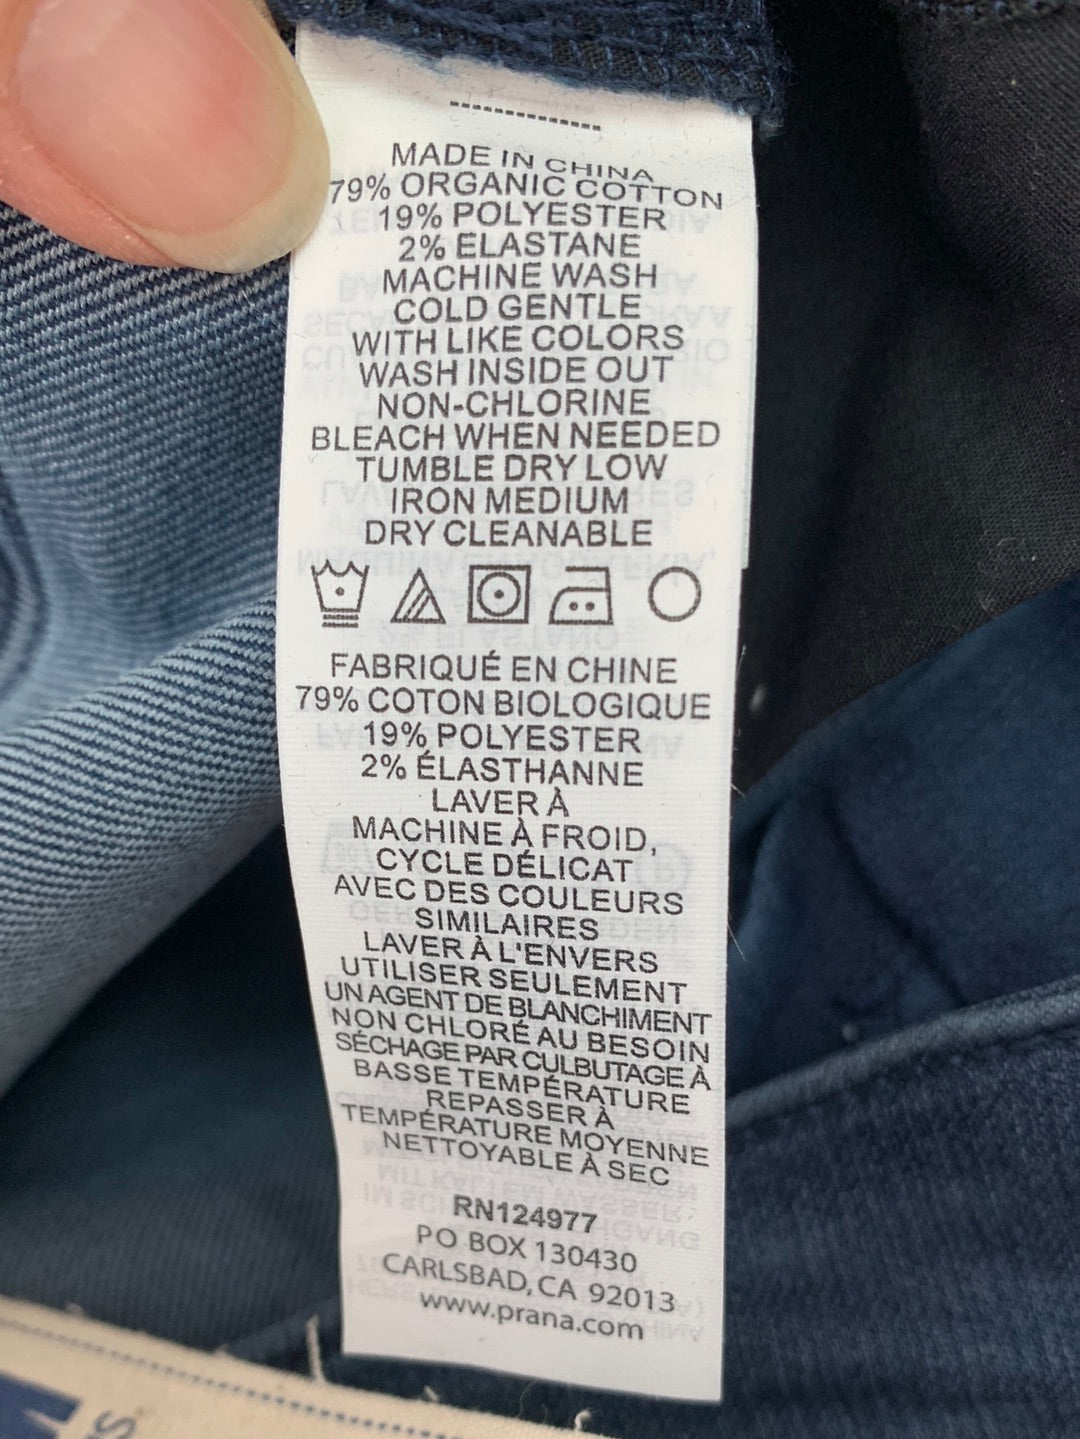 MADE IN CHINA
79% ORGANIC COTTON
19% POLYESTER
2% ELASTANE
MACHINE WASH
COLD GENTLE
WITH LIKE COLORS
WASH INSIDE OUT
NON-CHLORINE
BLEACH WHEN NEEDED
TUMBLE DRY LOW
IRON MEDIUM
DRY CLEANABLE
FABRIQUÉ EN CHINE
79% COTON BIOLOGIQUE
19% POLYESTER
2% ÉLASTHANNE
LAVER À
MACHINE À FROID,
CYCLE DÉLICAT
AVEC DES COULEURS
SIMILAIRES
LAVER À L'ENVERS
UTILISER SEULEMENT
UN AGENT DE BLANCHIMENT
NON CHLORÉ AU BESOIN
SÉCHAGE PAR CULBUTAGE À
BASSE TEMPÉRATURE
REPASSER À
TEMPÉRATURE MOYENNE
NETTOYABLE À SEC
RN124977
PO BOX 130430
CARLSBAD, CA 92013
www.prana.com